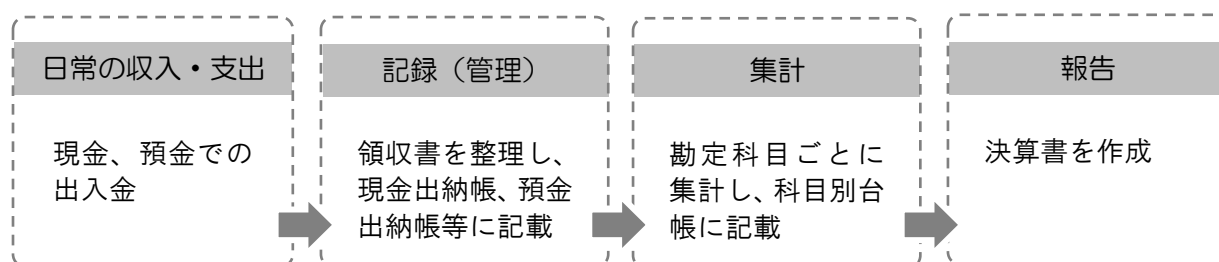 日常の収入・支出
現金、預金での
出入金
記録（管理）
領収書を整理し、
現金出納帳、預金
出納帳等に記載
集計
勘定科目ごとに
集計し、科目別台
帳に記載
報告
決算書を作成